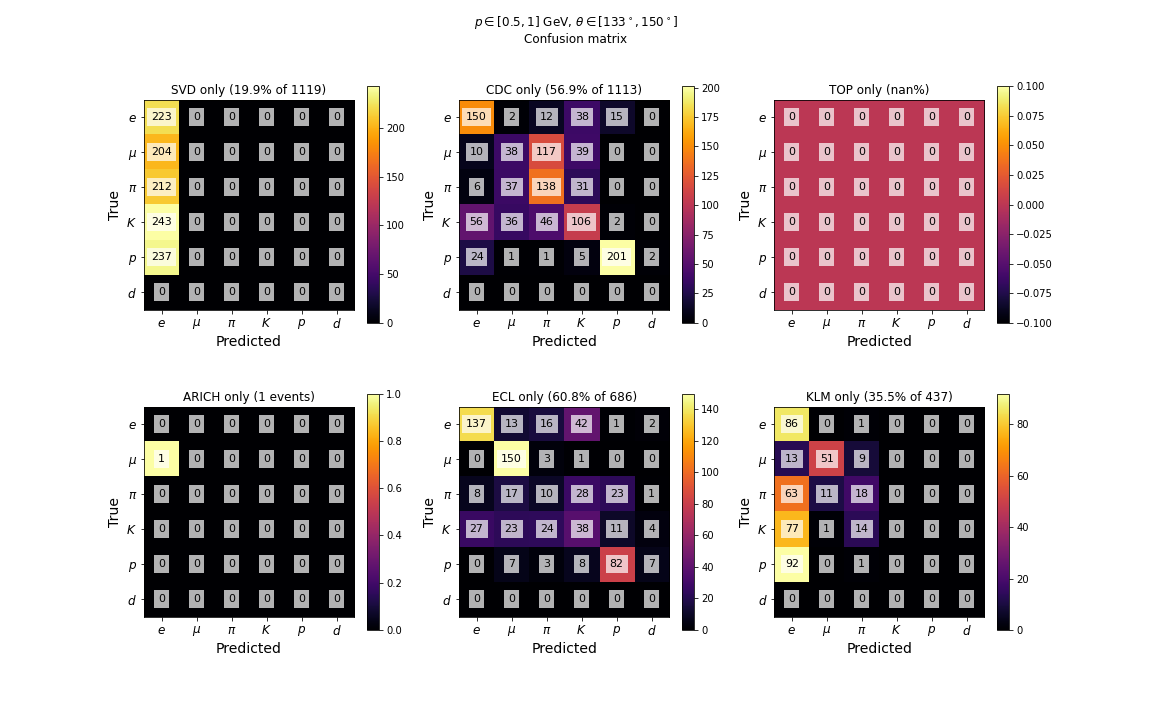 p ∈ [0.5, 1] GeV, θ ∈ [133°, 150°]
Confusion matrix
SVD only (19.9% of 1119)
True
e 223 0 0 0 0 0
μ 204 0 0 0 0 0
π 212 0 0 0 0 0
K 243 0 0 0 0 0
p 237 0 0 0 0 0
d 0 0 0 0 0 0
e μ π K p d
Predicted
200
150
100
50
0
CDC only (56.9% of 1113)
True
e 150 2 12 38 15 0
μ 10 38 117 39 0 0
π 6 37 138 31 0 0
K 56 36 46 106 2 0
p 24 1 1 5 201 2
d 0 0 0 0 0 0
e μ π K p d
Predicted
200
175
150
125
100
75
50
25
0
TOP only (nan%)
True
e 0 0 0 0 0 0
μ 0 0 0 0 0 0
π 0 0 0 0 0 0
K 0 0 0 0 0 0
p 0 0 0 0 0 0
d 0 0 0 0 0 0
e μ π K p d
Predicted
0.100
0.075
0.050
0.025
0.000
−0.025
−0.050
−0.075
−0.100
ARICH only (1 events)
True
e 0 0 0 0 0 0
μ 1 0 0 0 0 0
π 0 0 0 0 0 0
K 0 0 0 0 0 0
p 0 0 0 0 0 0
d 0 0 0 0 0 0
e μ π K p d
Predicted
1.0
0.8
0.6
0.4
0.2
0.0
ECL only (60.8% of 686)
True
e 137 13 16 42 1 2
μ 0 150 3 1 0 0
π 8 17 10 28 23 1
K 27 23 24 38 11 4
p 0 7 3 8 82 7
d 0 0 0 0 0 0
e μ π K p d
Predicted
140
120
100
80
60
40
20
0
KLM only (35.5% of 437)
True
e 86 0 1 0 0 0
μ 13 51 9 0 0 0
π 63 11 18 0 0 0
K 77 1 14 0 0 0
p 92 0 1 0 0 0
d 0 0 0 0 0 0
e μ π K p d
Predicted
80
60
40
20
0